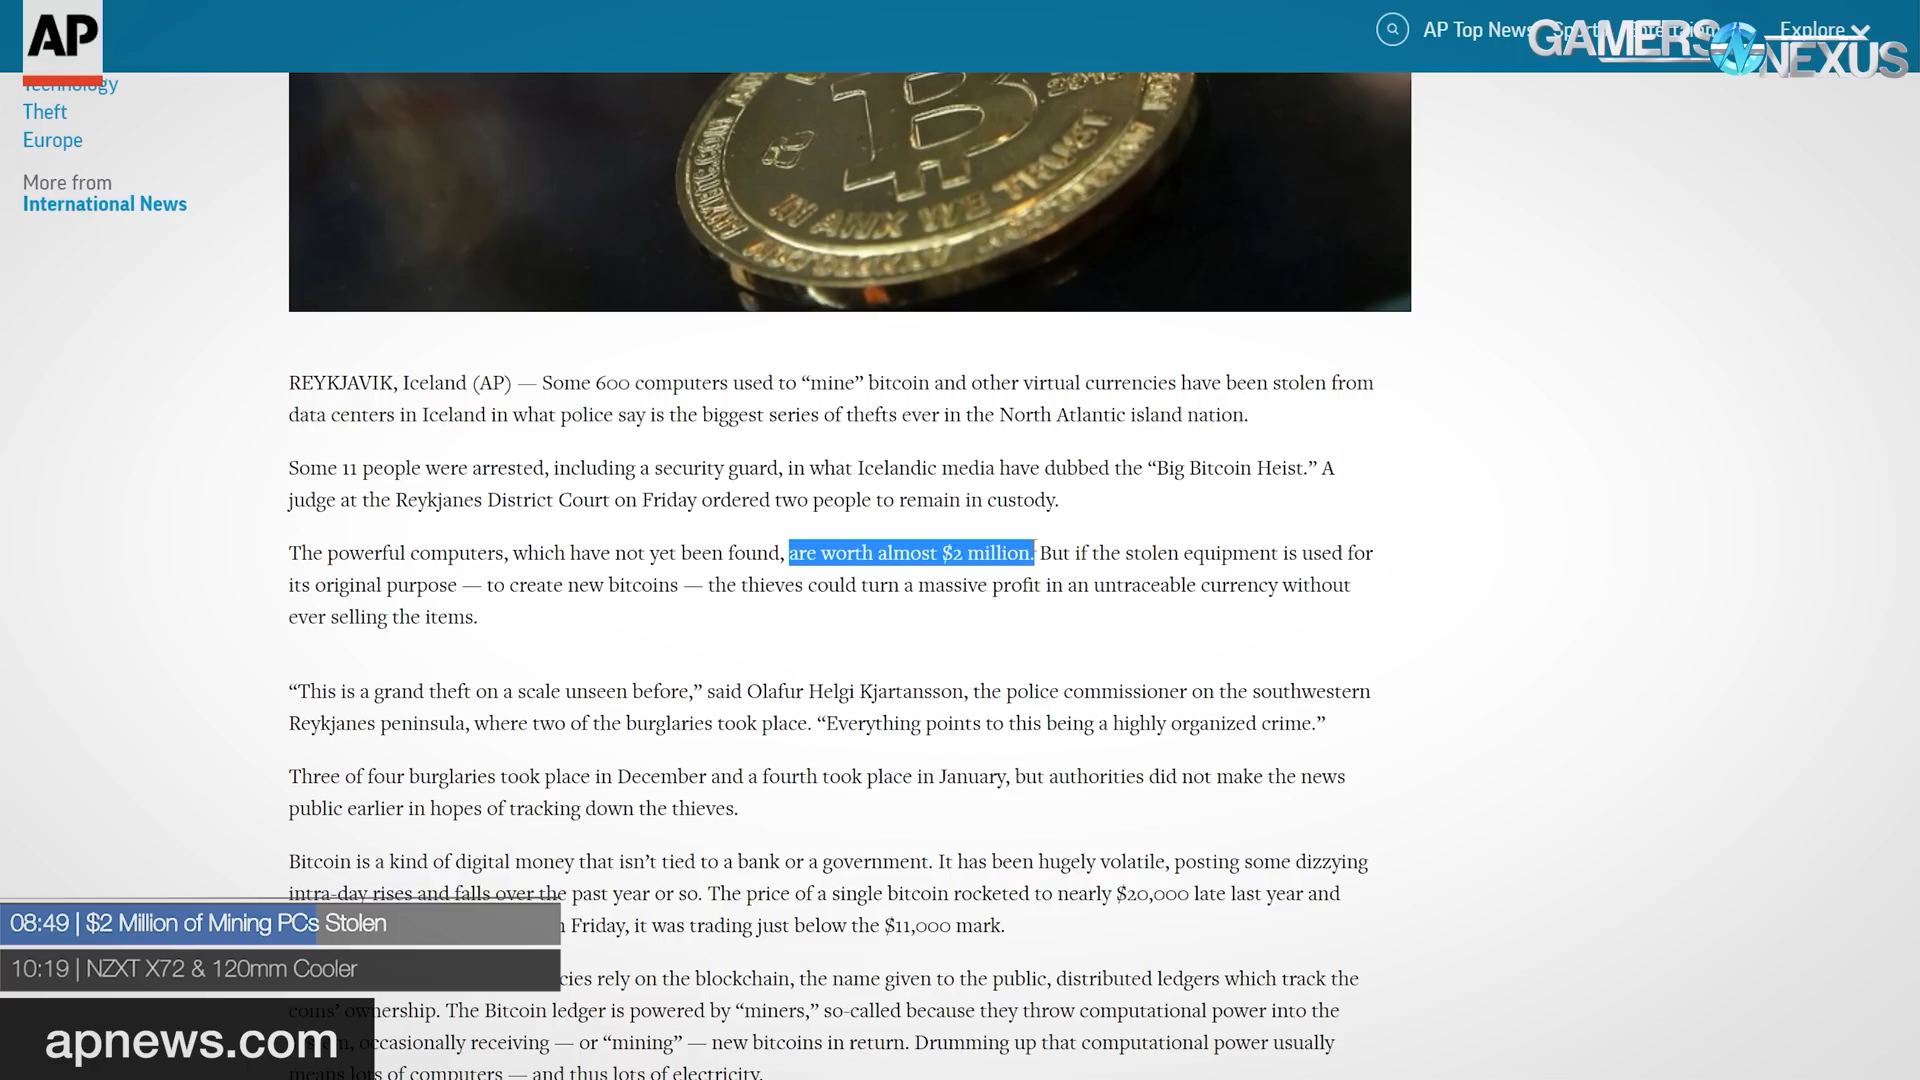 AP
AP Top News
Explore
GAMERS
NEXUS
Technology
Theft
Europe
More from
International News
B
IN ANX WE TRUST
REYKJAVIK, Iceland (AP) — Some 600 computers used to “mine” bitcoin and other virtual currencies have been stolen from
data centers in Iceland in what police say is the biggest series of thefts ever in the North Atlantic island nation.
Some 11 people were arrested, including a security guard, in what Icelandic media have dubbed the “Big Bitcoin Heist.” A
judge at the Reykjanes District Court on Friday ordered two people to remain in custody.
The powerful computers, which have not yet been found, are worth almost $2 million. But if the stolen equipment is used for
its original purpose — to create new bitcoins — the thieves could turn a massive profit in an untraceable currency without
ever selling the items.
“This is a grand theft on a scale unseen before,” said Olafur Helgi Kjartansson, the police commissioner on the southwestern
Reykjanes peninsula, where two of the burglaries took place. “Everything points to this being a highly organized crime.”
Three of four burglaries took place in December and a fourth took place in January, but authorities did not make the news
public earlier in hopes of tracking down the thieves.
Bitcoin is a kind of digital money that isn’t tied to a bank or a government. It has been hugely volatile, posting some dizzying
intra-day rises and falls over the past year or so. The price of a single bitcoin rocketed to nearly $20,000 late last year and
Friday, it was trading just below the $11,000 mark.
08:49 | $2 Million of Mining PCs Stolen
10:19 | NZXT X72 & 120mm Cooler
cies rely on the blockchain, the name given to the public, distributed ledgers which track the
coins’ ownership. The Bitcoin ledger is powered by “miners,” so-called because they throw computational power into the
occasionally receiving — or “mining” — new bitcoins in return. Drumming up that computational power usually
means lots of computers — and thus lots of electricity.
apnews.com